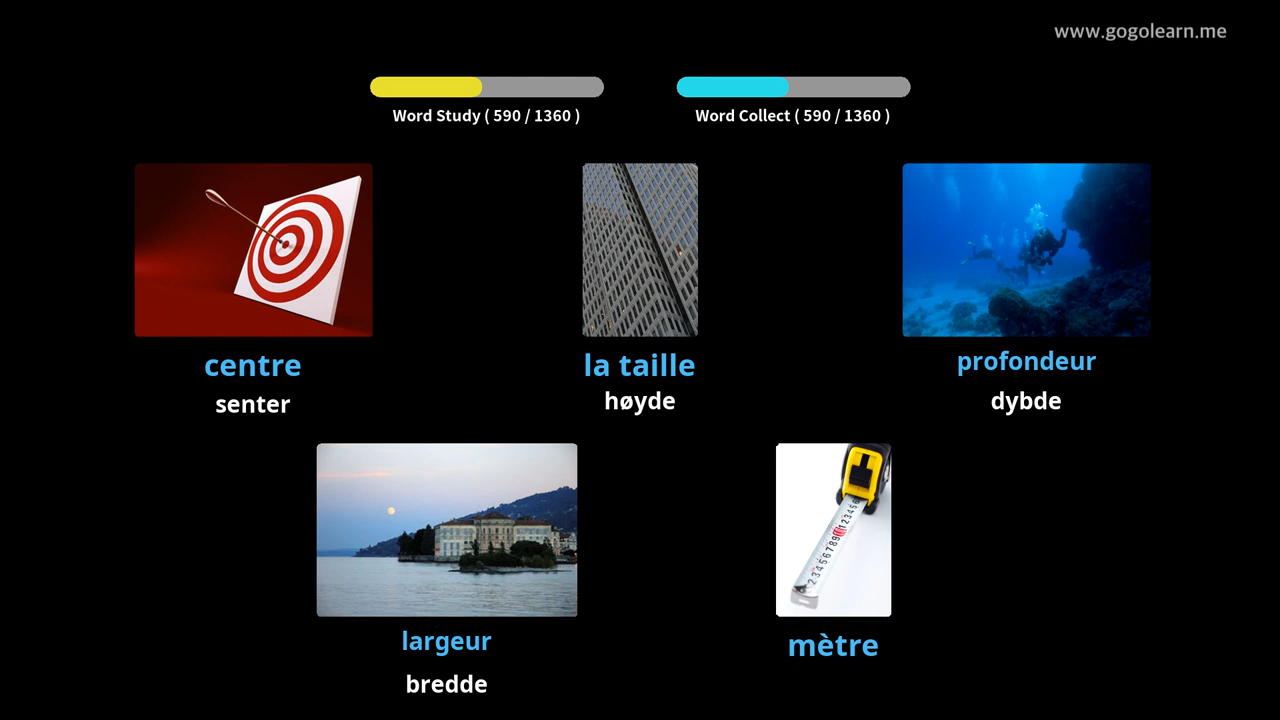 www.gogolearn.me
Word Study ( 590 / 1360 )
Word Collect ( 590 / 1360 )
centre
senter
la taille
høyde
profondeur
dybde
largeur
bredde
mètre